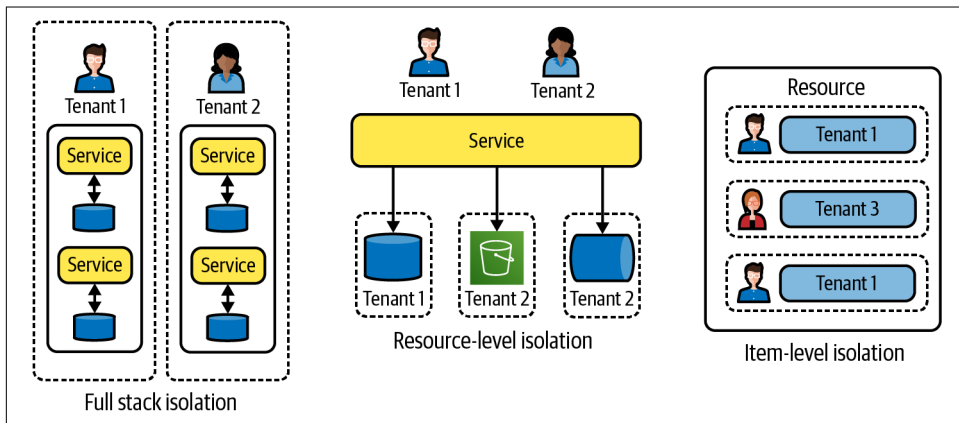 Tenant 1
Tenant 2
Service
Service
Service
Service
Full stack isolation
Tenant 1
Tenant 2
Service
Tenant 1
Tenant 2
Tenant 2
Resource-level isolation
Resource
Tenant 1
Tenant 3
Tenant 1
Item-level isolation